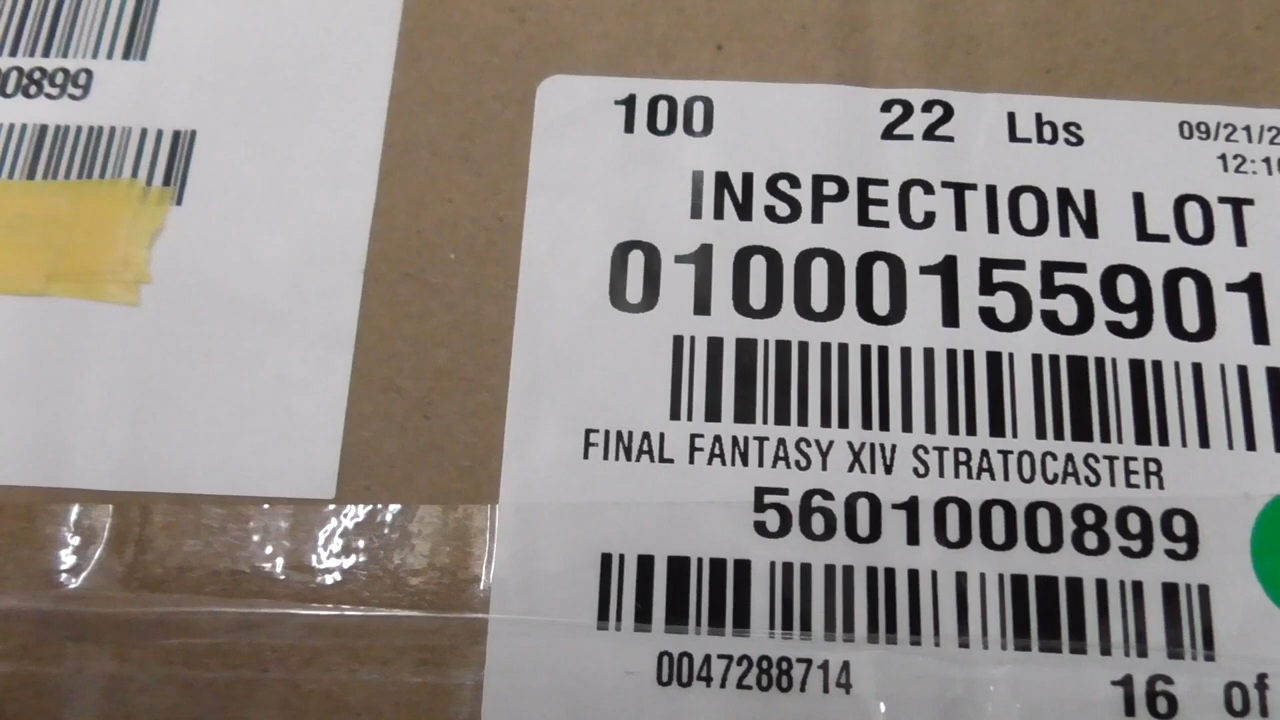 0899
100 22 Lbs 09/21/2
12:1
INSPECTION LOT
01000155901
FINAL FANTASY XIV STRATOCASTER
5601000899
0047288714 16 of